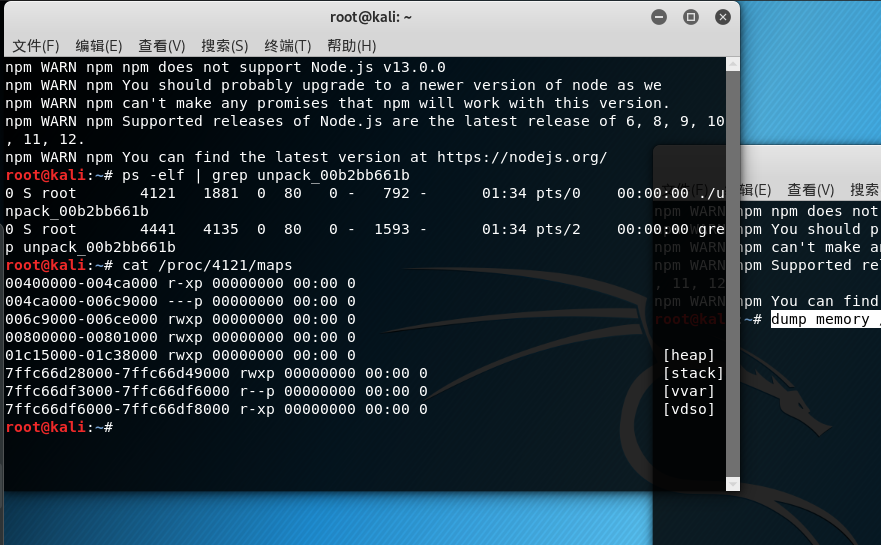 root@kali: ~
文件(F) 编辑(E) 查看(V) 搜索(S) 终端(T) 帮助(H)
npm WARN npm npm does not support Node.js v13.0.0
npm WARN npm You should probably upgrade to a newer version of node as we
npm WARN npm can't make any promises that npm will work with this version.
npm WARN npm Supported releases of Node.js are the latest release of 6, 8, 9, 10
, 11, 12.
npm WARN npm You can find the latest version at https://nodejs.org/
root@kali:~# ps -elf | grep unpack_00b2bb661b
0 S root       4121   1881  0  80   0 -   792 -      01:34 pts/0    00:00:00 ./u
npack_00b2bb661b
0 S root       4441   4135  0  80   0 -  1593 -      01:34 pts/2    00:00:00 gre
p unpack_00b2bb661b
root@kali:~# cat /proc/4121/maps
00400000-004ca000 r-xp 00000000 00:00 0
004ca000-006c9000 ---p 00000000 00:00 0
006c9000-006ce000 rwxp 00000000 00:00 0
00800000-00801000 rwxp 00000000 00:00 0
01c15000-01c38000 rwxp 00000000 00:00 0 [heap]
7ffc66d28000-7ffc66d49000 rwxp 00000000 00:00 0 [stack]
7ffc66df3000-7ffc66df6000 r--p 00000000 00:00 0 [vvar]
7ffc66df6000-7ffc66df8000 r-xp 00000000 00:00 0 [vdso]
root@kali:~#
文件(F) 编辑(E) 查看(V) 搜索
npm WARN npm npm does not
npm WARN npm You should p
npm WARN npm can't make an
npm WARN npm Supported rel
, 11, 12
npm WARN npm You can find
root@kali:~# dump memory